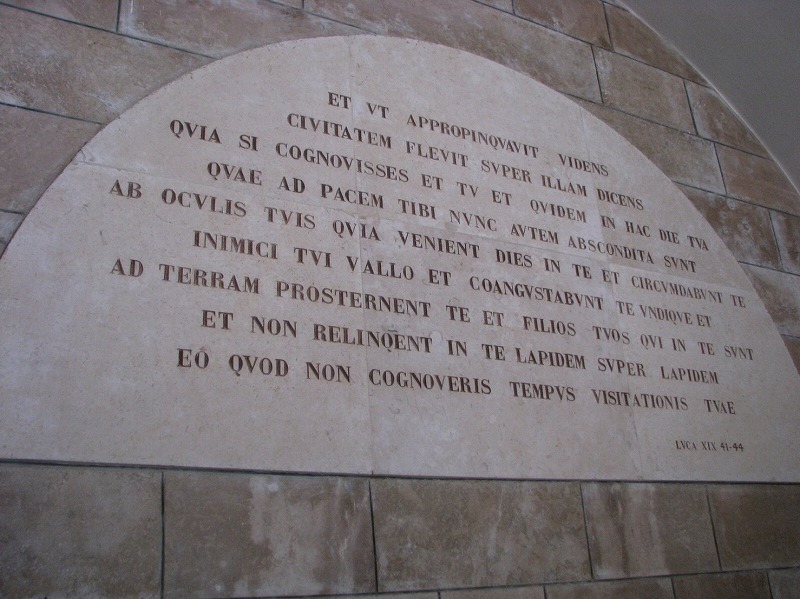 ET VT APPROPINQVAVIT VIDENS
CIVITATEM FLEVIT SVPER ILLAM DICENS
QVIA SI COGNOVISSES ET TV ET QVIDEM IN HAC DIE TVA
QVAE AD PACEM TIBI NVNC AVTEM ABSCONDITA SVNT
AB OCVLIS TVIS QVIA VENIENT DIES IN TE ET CIRCVMDABVNT TE
INIMICI TVI VALLO ET COANGVSTABVNT TE VNDIQVE ET
AD TERRAM PROSTERNENT TE ET FILIOS TVOS QVI IN TE SVNT
ET NON RELINQENT IN TE LAPIDEM SVPER LAPIDEM
EO QVOD NON COGNOVERIS TEMPVS VISITATIONIS TVAE
LVCA XIX 41-44